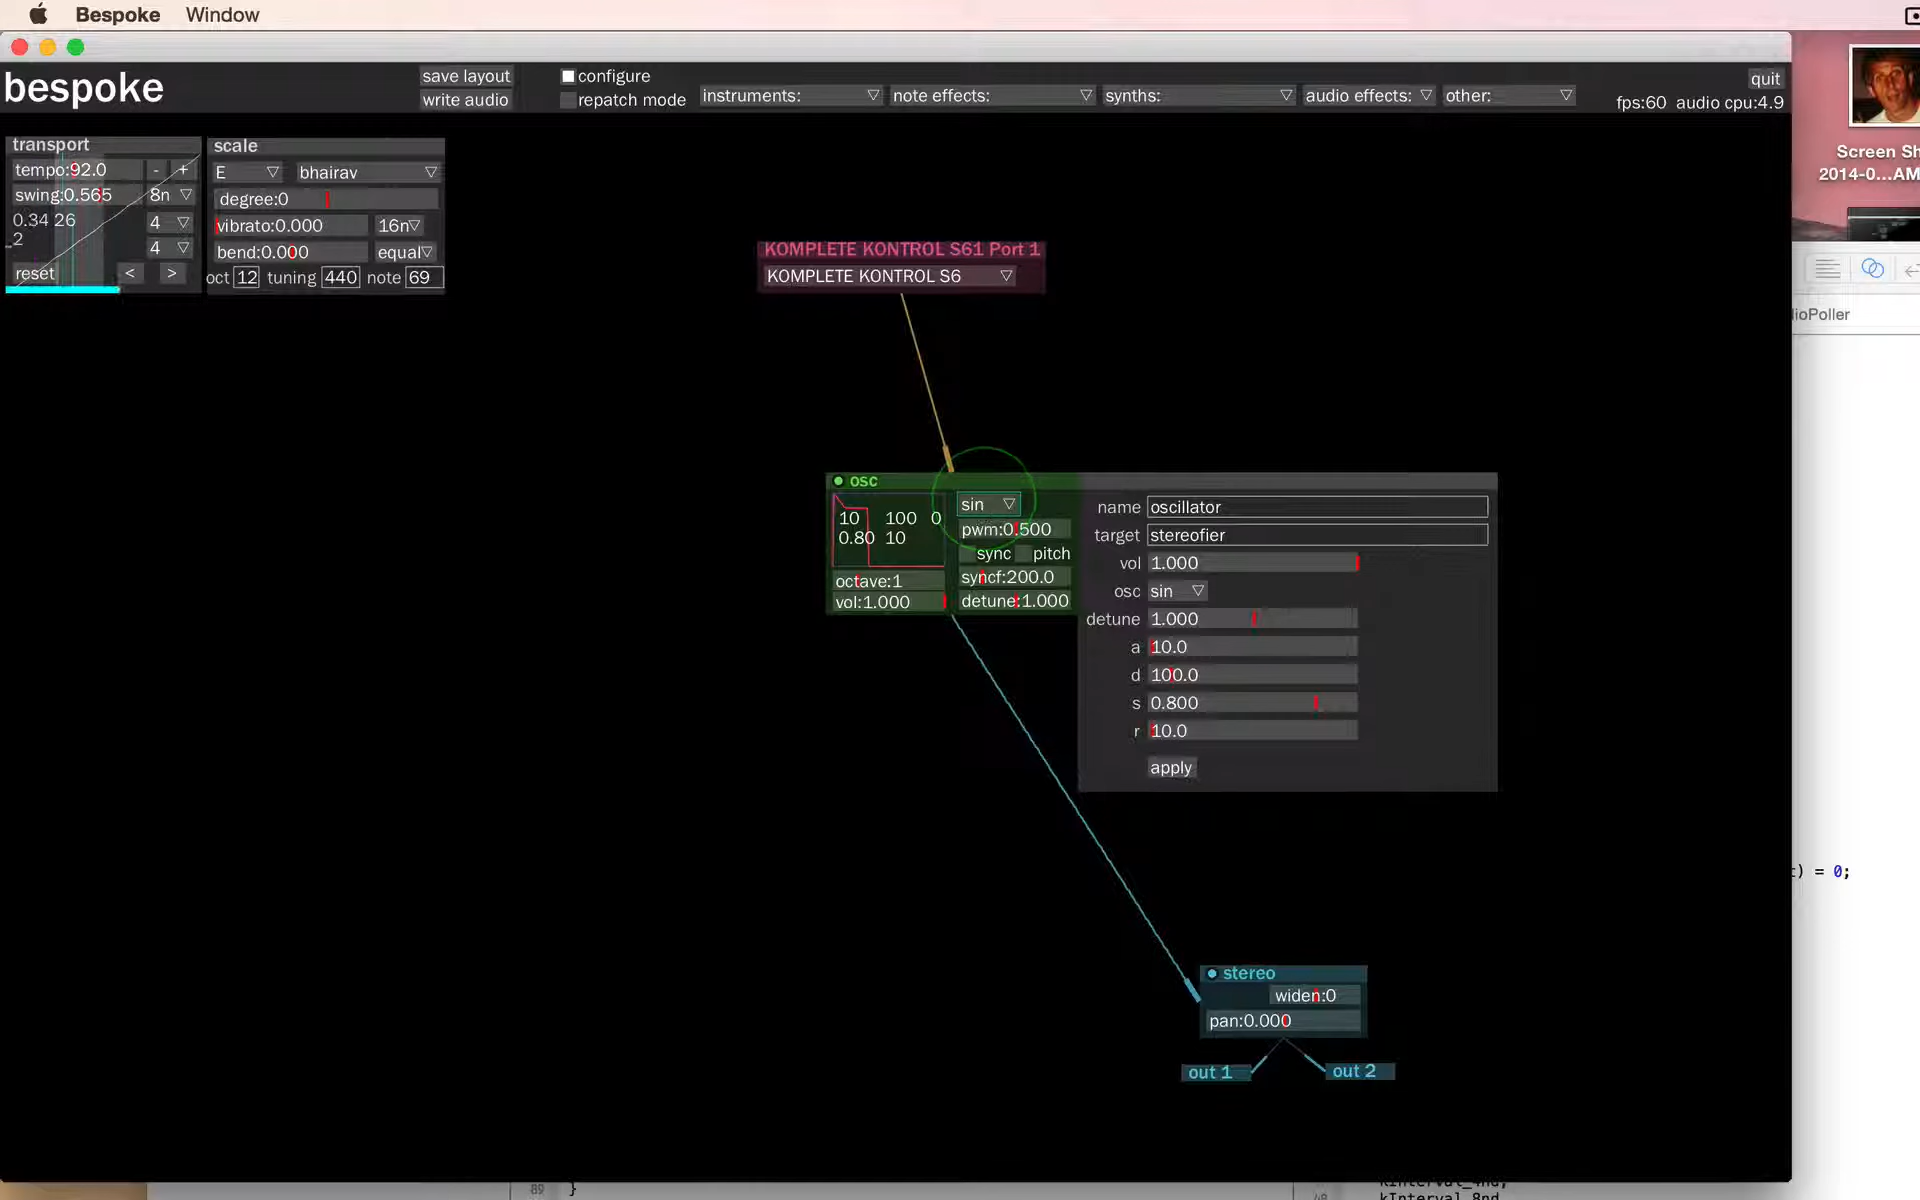 Bespoke Window
bespoke
save layout
write audio
configure
repatch mode
instruments:
note effects:
synths:
audio effects:
other:
quit
fps:60 audio cpu:4.9
transport
tempo:92.0 - +
swing:0.565 8n
0.34 26 4
2
4
reset < >
scale
E bhairav
degree:0
vibrato:0.000 16n
bend:0.000 equal
oct 12 tuning 440 note 69
KOMPLETE KONTROL S61 Port 1
KOMPLETE KONTROL S6
osc
10 100 0
0.80 10
octave:1
vol:1.000
sin
pwm:0.500
sync pitch
syncf:200.0
detune:1.000
name oscillator
target stereofier
vol 1.000
osc sin
detune 1.000
a 10.0
d 100.0
s 0.800
r 10.0
apply
stereo
widen:0
pan:0.000
out 1 out 2
Screen Sh
2014-0...AM
ioPoller
) = 0;
89 }
kInterval_8nd